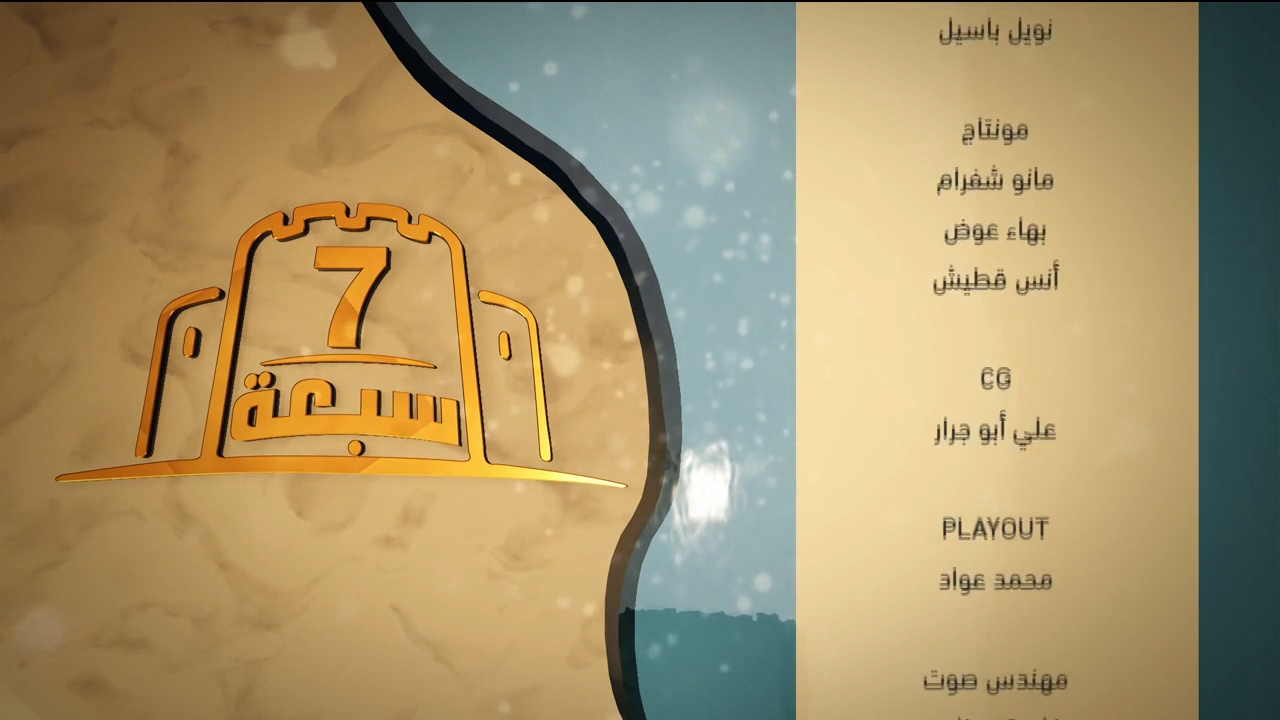 7
سبعة
نويل باسيل
مونتاج
مانو شغرام
بهاء عوض
أنس قطيش
CG
علي أبو جرار
PLAYOUT
محمد عواد
مهندس صوت